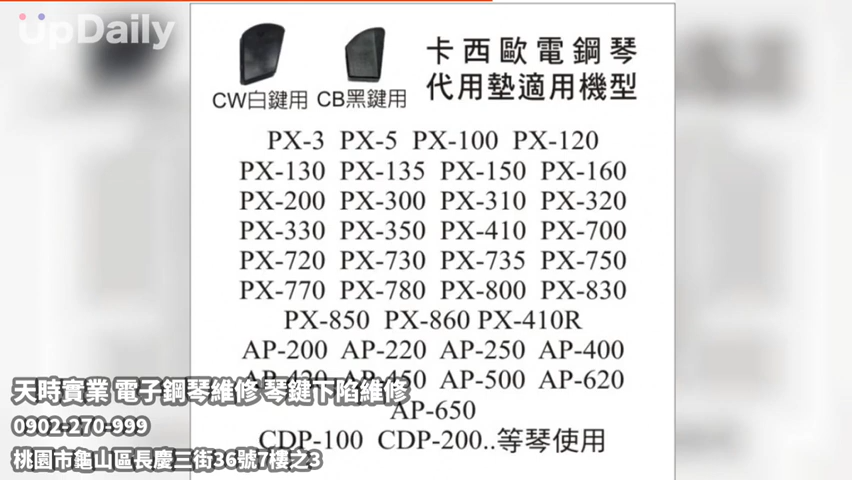 UpDaily
卡西歐電鋼琴
代用墊適用機型
CW白鍵用 CB黑鍵用
PX-3 PX-5 PX-100 PX-120
PX-130 PX-135 PX-150 PX-160
PX-200 PX-300 PX-310 PX-320
PX-330 PX-350 PX-410 PX-700
PX-720 PX-730 PX-735 PX-750
PX-770 PX-780 PX-800 PX-830
PX-850 PX-860 PX-410R
AP-200 AP-220 AP-250 AP-400
AP-500 AP-620
AP-650
CDP-100 CDP-200..等琴使用
天時實業 電子鋼琴維修 琴鍵下陷維修
0902-270-999
桃園市龜山區長慶三街36號7樓之3